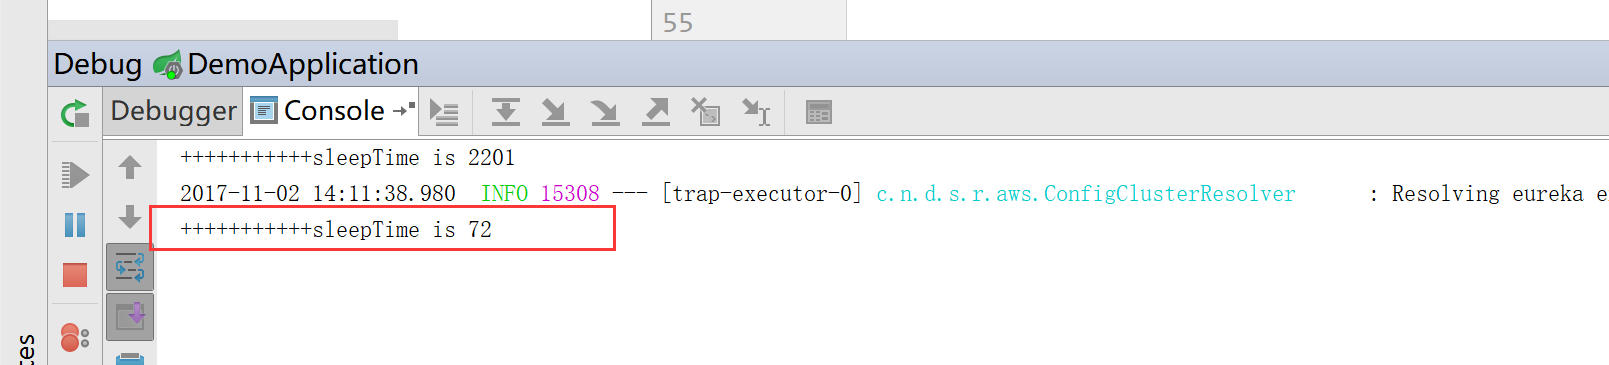 55
Debug DemoApplication
Debugger Console
+++++++++++sleepTime is 2201
2017-11-02 14:11:38.980 INFO 15308 --- [trap-executor-0] c.n.d.s.r.aws.ConfigClusterResolver : Resolving eureka e
+++++++++++sleepTime is 72
ces